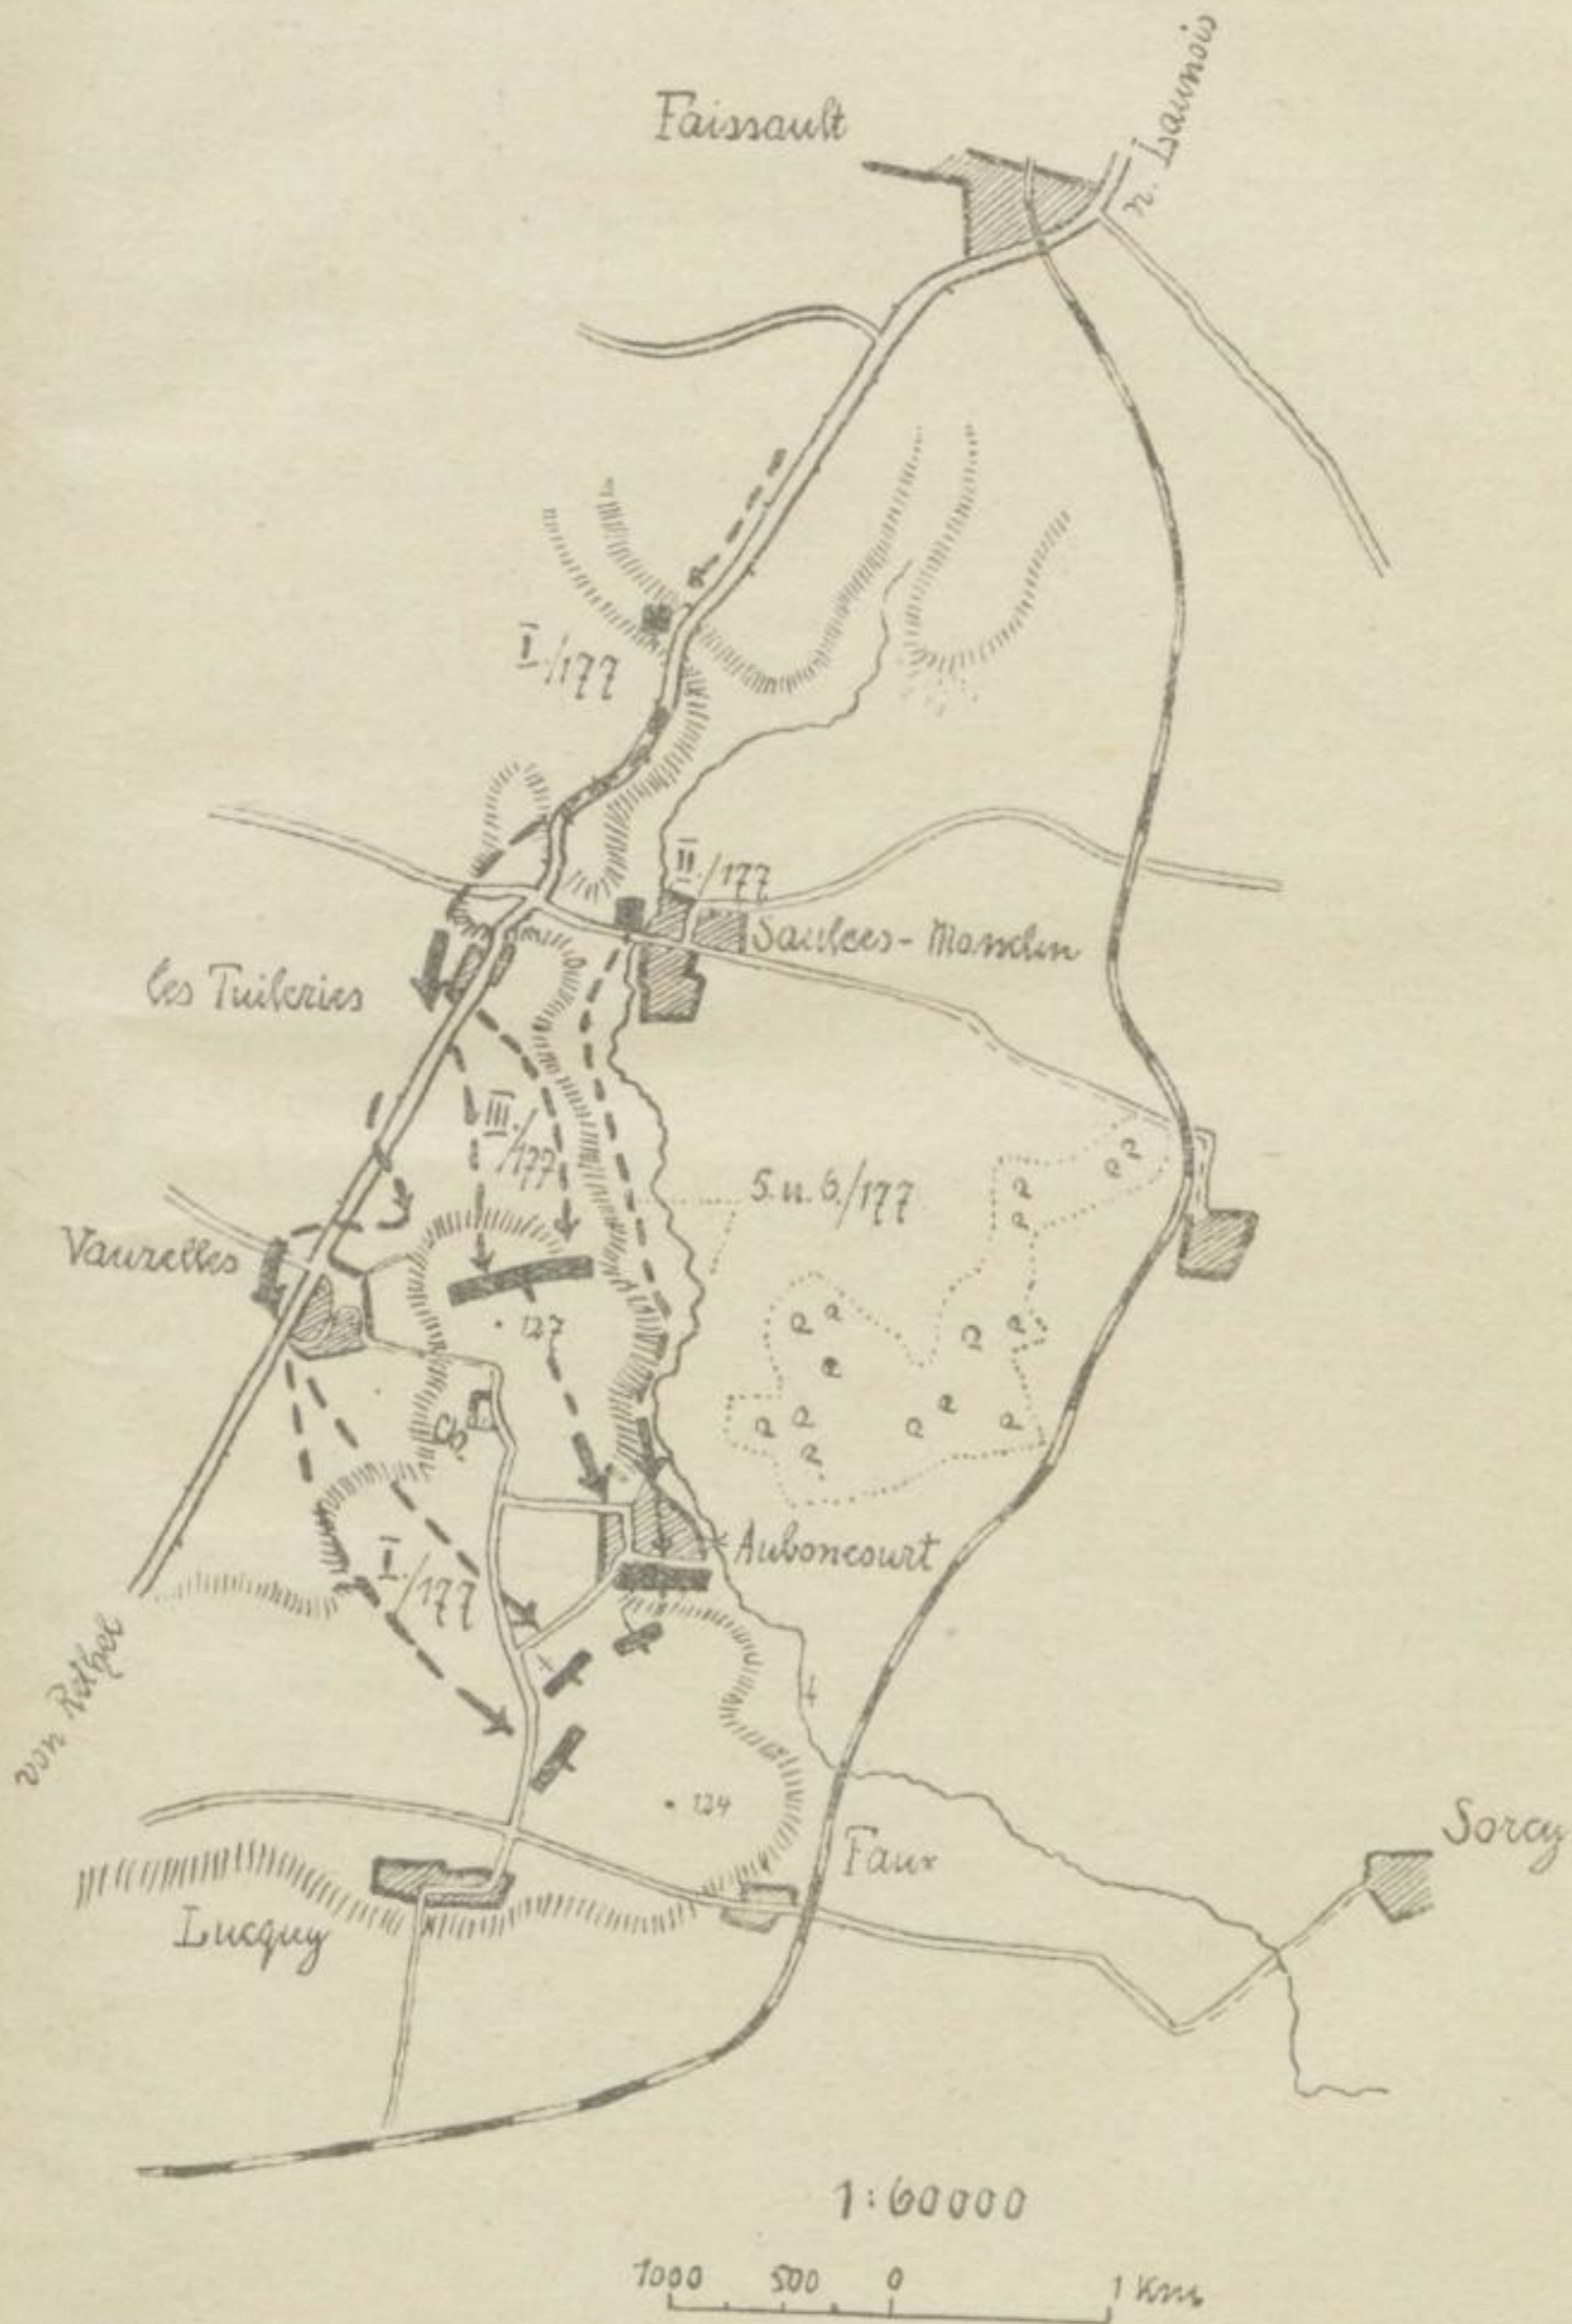 Faissault
n. Launois
I./177
II./177
Saulces-Monclin
les Tuileries
III./177
5. u. 6./177
Vauzelles
127
Ch.
Auboncourt
I./177
von Rethel
124
Faux
Sorcy
Lucquy
1:60000
1000 500 0 1 Km